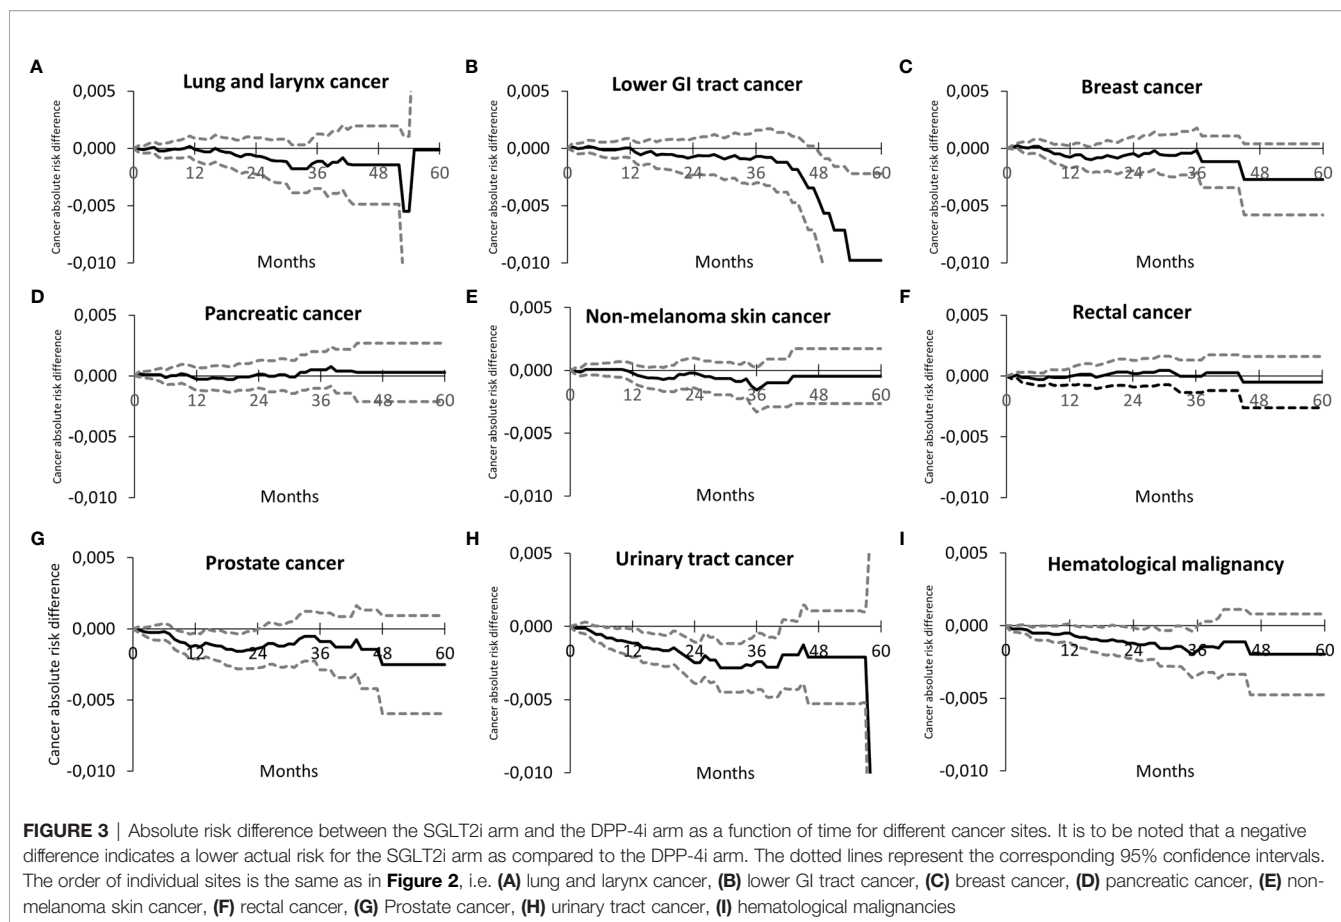 A
Lung and larynx cancer
Cancer absolute risk difference
0,005
0,000
-0,005
-0,010
0 12 24 36 48 60
Months
B
Lower GI tract cancer
Cancer absolute risk difference
0,005
0,000
-0,005
-0,010
0 12 24 36 48 60
Months
C
Breast cancer
Cancer absolute risk difference
0,005
0,000
-0,005
-0,010
0 12 24 36 48 60
Months
D
Pancreatic cancer
Cancer absolute risk difference
0,005
0,000
-0,005
-0,010
0 12 24 36 48 60
Months
E
Non-melanoma skin cancer
Cancer absolute risk difference
0,005
0,000
-0,005
-0,010
0 12 24 36 48 60
Months
F
Rectal cancer
Cancer absolute risk difference
0,005
0,000
-0,005
-0,010
0 12 24 36 48 60
Months
G
Prostate cancer
Cancer absolute risk difference
0,005
0,000
-0,005
-0,010
0 12 24 36 48 60
Months
H
Urinary tract cancer
Cancer absolute risk difference
0,005
0,000
-0,005
-0,010
0 12 24 36 48 60
Months
I
Hematological malignancy
Cancer absolute risk difference
0,005
0,000
-0,005
-0,010
0 12 24 36 48 60
Months
FIGURE 3 | Absolute risk difference between the SGLT2i arm and the DPP-4i arm as a function of time for different cancer sites. It is to be noted that a negative
difference indicates a lower actual risk for the SGLT2i arm as compared to the DPP-4i arm. The dotted lines represent the corresponding 95% confidence intervals.
The order of individual sites is the same as in Figure 2, i.e. (A) lung and larynx cancer, (B) lower GI tract cancer, (C) breast cancer, (D) pancreatic cancer, (E) non-
melanoma skin cancer, (F) rectal cancer, (G) Prostate cancer, (H) urinary tract cancer, (I) hematological malignancies